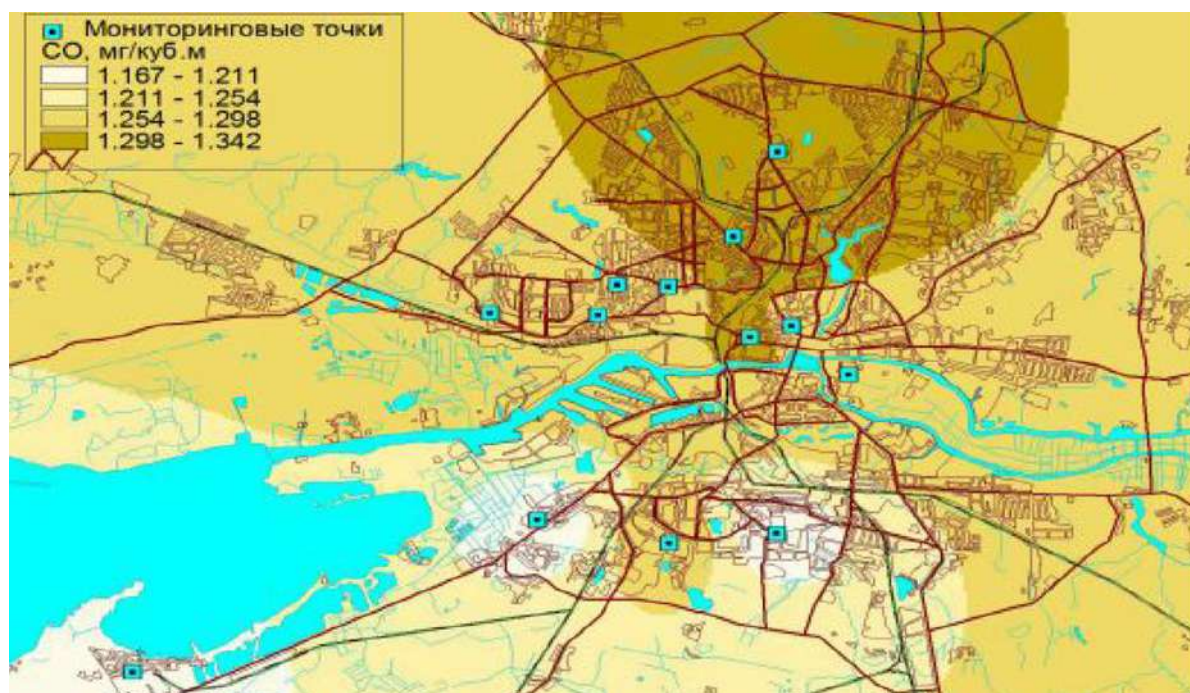 Мониторинговые точки
СО, мг/куб.м
1.167 - 1.211
1.211 - 1.254
1.254 - 1.298
1.298 - 1.342